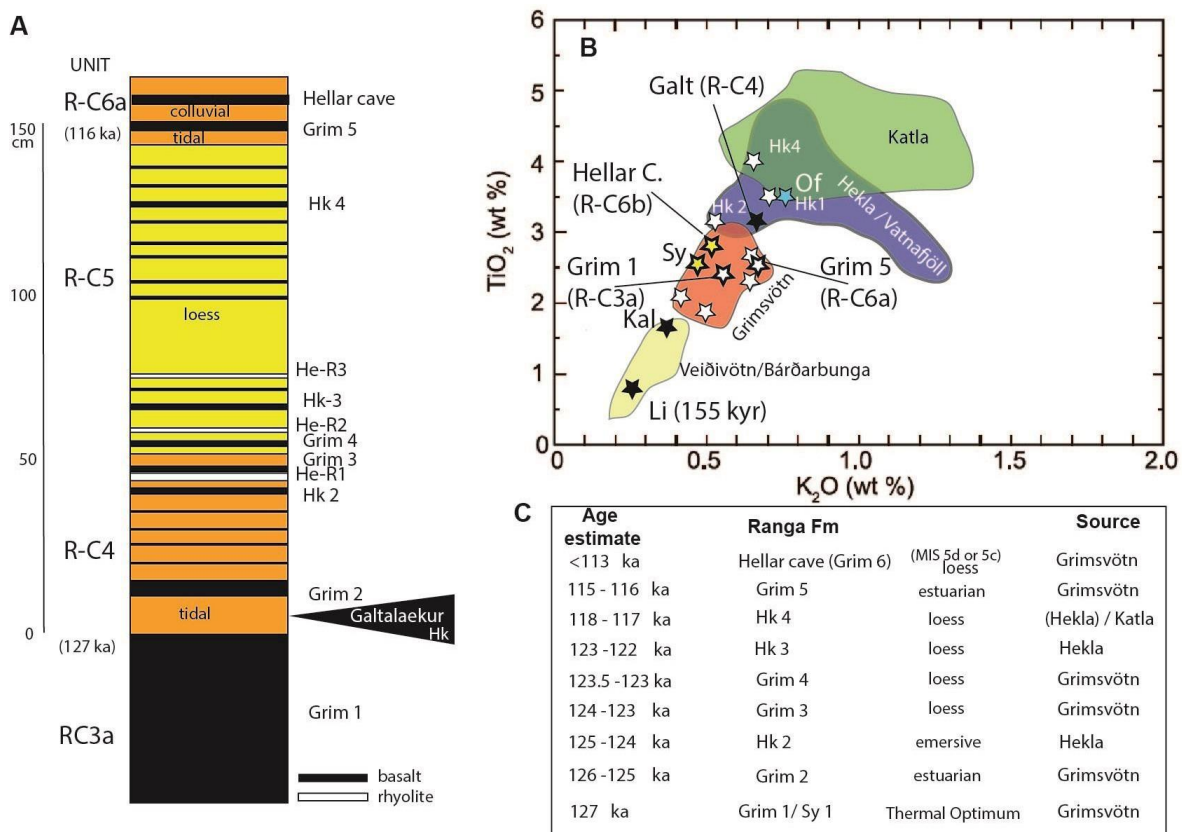 A
UNIT
R-C6a
(116 ka)
150
cm
R-C5
100
50
R-C4
0
(127 ka)
RC3a
colluvial
tidal
loess
tidal
Hellar cave
Grim 5
Hk 4
He-R3
Hk-3
He-R2
Grim 4
Grim 3
He-R1
Hk 2
Grim 2
Galtalaekur
Hk
Grim 1
basalt
rhyolite
B
6
5
4
3
2
1
0
TiO2 (wt %)
0
0.5
1.0
1.5
2.0
K2O (wt %)
Galt (R-C4)
Katla
Hk4
Hellar C.
(R-C6b)
Of
Hk1
Hk 2
Hekla / Vatnafjöll
Sy
Grim 1
(R-C3a)
Grim 5
(R-C6a)
Grimsvötn
Kal
Veiðivötn/Bárðarbunga
Li (155 kyr)
C
Age estimate Ranga Fm Source
<113 ka Hellar cave (Grim 6) (MIS 5d or 5c) loess Grimsvötn
115 - 116 ka Grim 5 estuarian Grimsvötn
118 - 117 ka Hk 4 loess (Hekla) / Katla
123 -122 ka Hk 3 loess Hekla
123.5 -123 ka Grim 4 loess Grimsvötn
124 -123 ka Grim 3 loess Grimsvötn
125 -124 ka Hk 2 emersive Hekla
126 -125 ka Grim 2 estuarian Grimsvötn
127 ka Grim 1/ Sy 1 Thermal Optimum Grimsvötn